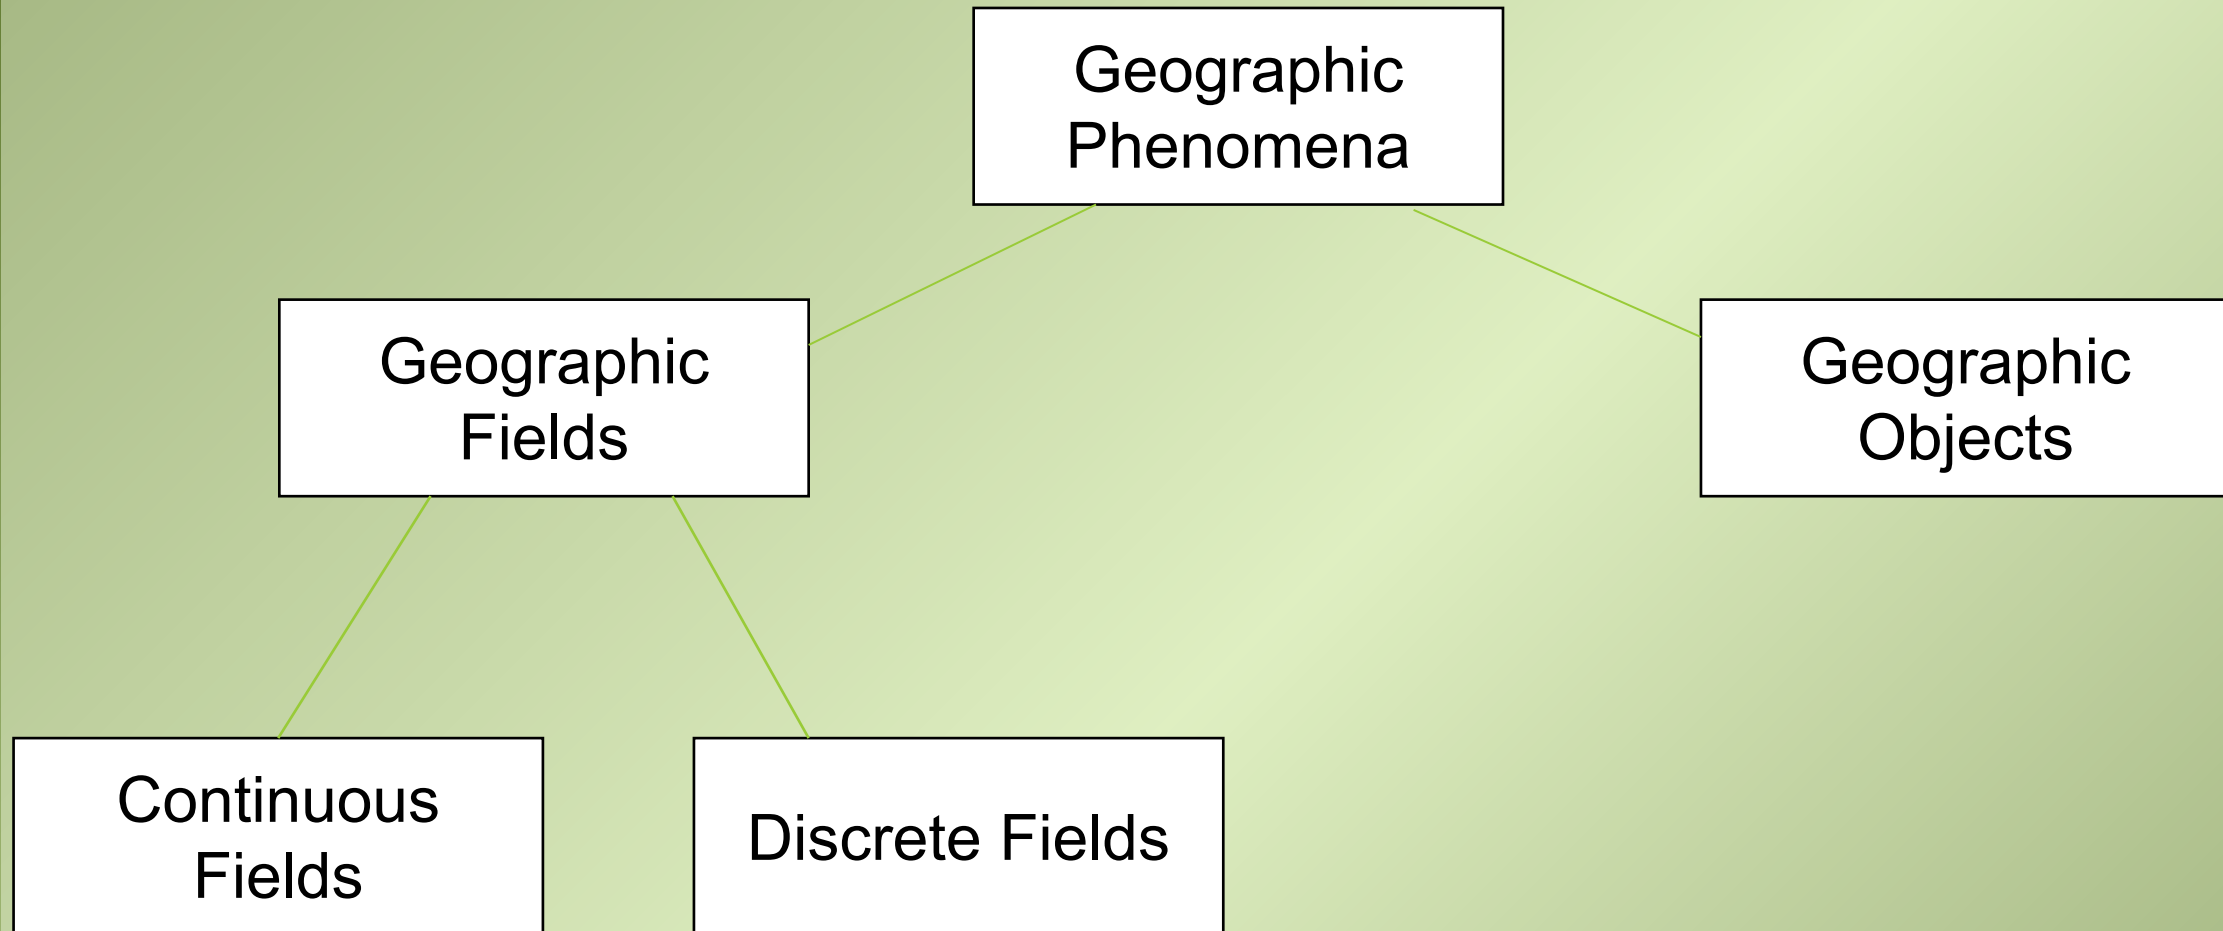 Geographic
Phenomena
Geographic
Fields
Geographic
Objects
Continuous
Fields
Discrete Fields